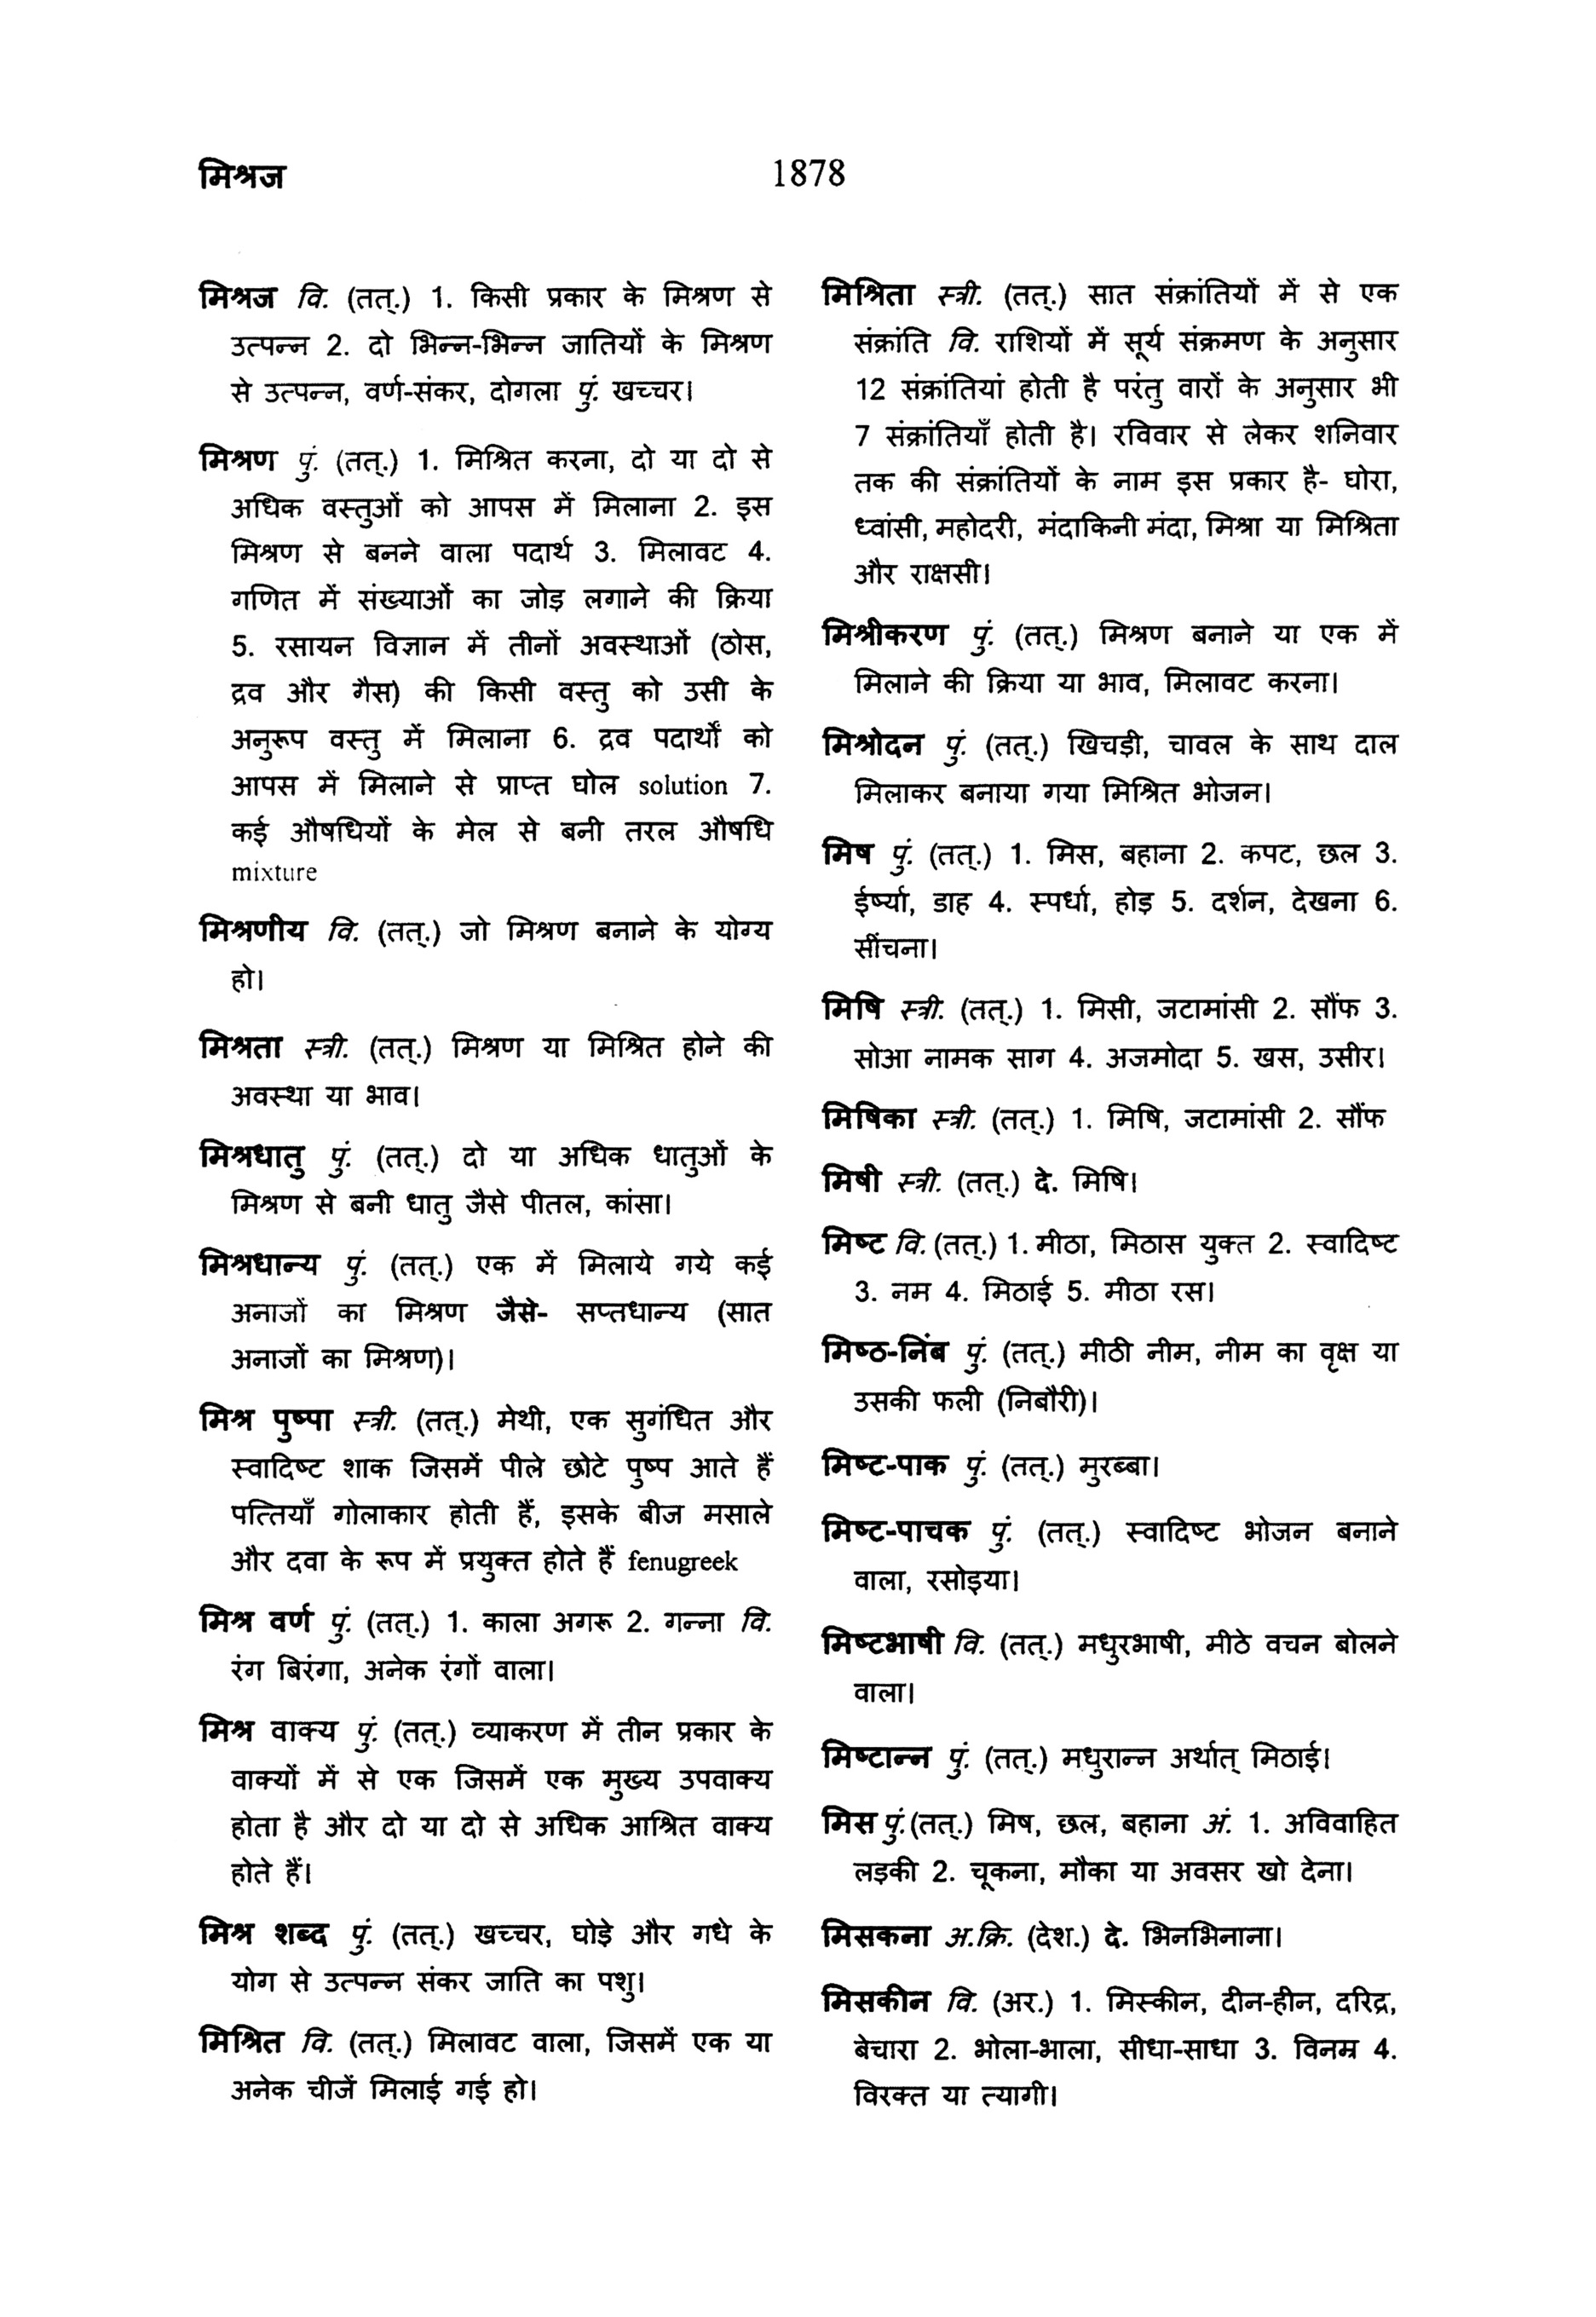 मिश्रज
1878
मिश्रज वि. (तत्.) 1. किसी प्रकार के मिश्रण से
उत्पन्न 2. दो भिन्न-भिन्न जातियों के मिश्रण
से उत्पन्न, वर्ण-संकर, दोगला पुं. खच्चर।
मिश्रण पुं. (तत्.) 1. मिश्रित करना, दो या दो से
अधिक वस्तुओं को आपस में मिलाना 2. इस
मिश्रण से बनने वाला पदार्थ 3. मिलावट 4.
गणित में संख्याओं का जोड़ लगाने की क्रिया
5. रसायन विज्ञान में तीनों अवस्थाओं (ठोस,
द्रव और गैस) की किसी वस्तु को उसी के
अनुरूप वस्तु में मिलाना 6. द्रव पदार्थों को
आपस में मिलाने से प्राप्त घोल solution 7.
कई औषधियों के मेल से बनी तरल औषधि
mixture
मिश्रणीय वि. (तत्.) जो मिश्रण बनाने के योग्य
हो।
मिश्रता स्त्री. (तत्.) मिश्रण या मिश्रित होने की
अवस्था या भाव।
मिश्रधातु पुं. (तत्.) दो या अधिक धातुओं के
मिश्रण से बनी धातु जैसे पीतल, कांसा।
मिश्रधान्य पुं. (तत्.) एक में मिलाये गये कई
अनाजों का मिश्रण जैसे- सप्तधान्य (सात
अनाजों का मिश्रण)।
मिश्र पुष्पा स्त्री. (तत्.) मेथी, एक सुगंधित और
स्वादिष्ट शाक जिसमें पीले छोटे पुष्प आते हैं
पत्तियाँ गोलाकार होती हैं, इसके बीज मसाले
और दवा के रूप में प्रयुक्त होते हैं fenugreek
मिश्र वर्ण पुं. (तत्.) 1. काला अगरू 2. गन्ना वि.
रंग बिरंगा, अनेक रंगों वाला।
मिश्र वाक्य पुं. (तत्.) व्याकरण में तीन प्रकार के
वाक्यों में से एक जिसमें एक मुख्य उपवाक्य
होता है और दो या दो से अधिक आश्रित वाक्य
होते हैं।
मिश्र शब्द पुं. (तत्.) खच्चर, घोड़े और गधे के
योग से उत्पन्न संकर जाति का पशु।
मिश्रित वि. (तत्.) मिलावट वाला, जिसमें एक या
अनेक चीजें मिलाई गई हो।
मिश्रिता स्त्री. (तत्.) सात संक्रांतियों में से एक
संक्रांति वि. राशियों में सूर्य संक्रमण के अनुसार
12 संक्रांतियां होती है परंतु वारों के अनुसार भी
7 संक्रांतियाँ होती है। रविवार से लेकर शनिवार
तक की संक्रांतियों के नाम इस प्रकार है- घोरा,
ध्वांसी, महोदरी, मंदाकिनी मंदा, मिश्रा या मिश्रिता
और राक्षसी।
मिश्रीकरण पुं. (तत्.) मिश्रण बनाने या एक में
मिलाने की क्रिया या भाव, मिलावट करना।
मिश्रोदन पुं. (तत्.) खिचड़ी, चावल के साथ दाल
मिलाकर बनाया गया मिश्रित भोजन।
मिष पुं. (तत्.) 1. मिस, बहाना 2. कपट, छल 3.
ईर्ष्या, डाह 4. स्पर्धा, होड़ 5. दर्शन, देखना 6.
सींचना।
मिषि स्त्री. (तत्.) 1. मिसी, जटामांसी 2. सौंफ 3.
सोआ नामक साग 4. अजमोदा 5. खस, उसीर।
मिषिका स्त्री. (तत्.) 1. मिषि, जटामांसी 2. सौंफ
मिषी स्त्री. (तत्.) दे. मिषि।
मिष्ट वि. (तत्.) 1. मीठा, मिठास युक्त 2. स्वादिष्ट
3. नम 4. मिठाई 5. मीठा रस।
मिष्ठ-निंब पुं. (तत्.) मीठी नीम, नीम का वृक्ष या
उसकी फली (निबौरी)।
मिष्ट-पाक पुं. (तत्.) मुरब्बा।
मिष्ट-पाचक पुं. (तत्.) स्वादिष्ट भोजन बनाने
वाला, रसोइया।
मिष्टभाषी वि. (तत्.) मधुरभाषी, मीठे वचन बोलने
वाला।
मिष्टान्न पुं. (तत्.) मधुरान्न अर्थात् मिठाई।
मिस पुं. (तत्.) मिष, छल, बहाना अं. 1. अविवाहित
लड़की 2. चूकना, मौका या अवसर खो देना।
मिसकना अ.क्रि. (देश.) दे. भिनभिनाना।
मिसकीन वि. (अर.) 1. मिस्कीन, दीन-हीन, दरिद्र,
बेचारा 2. भोला-भाला, सीधा-साधा 3. विनम्र 4.
विरक्त या त्यागी।